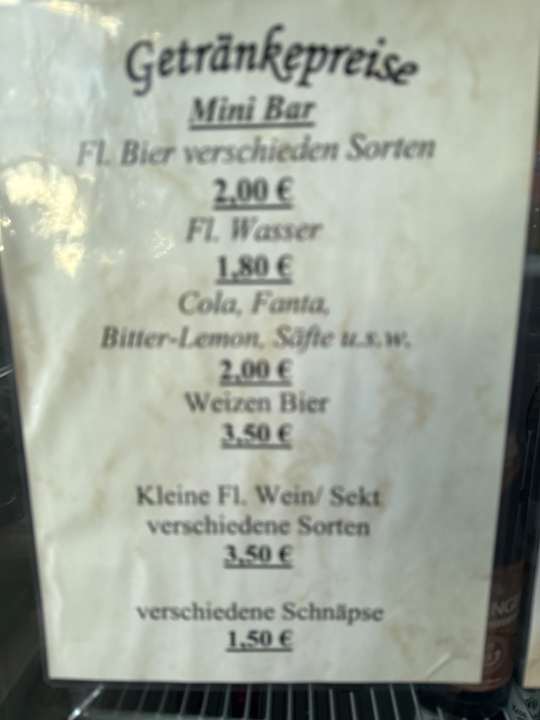 Getränkepreise
Mini Bar
Fl. Bier verschieden Sorten
2,00 €
Fl. Wasser
1,80 €
Cola, Fanta,
Bitter-Lemon, Säfte u.s.w.
2,00 €
Weizen Bier
3,50 €
Kleine Fl. Wein/ Sekt
verschiedene Sorten
3,50 €
verschiedene Schnäpse
1,50 €